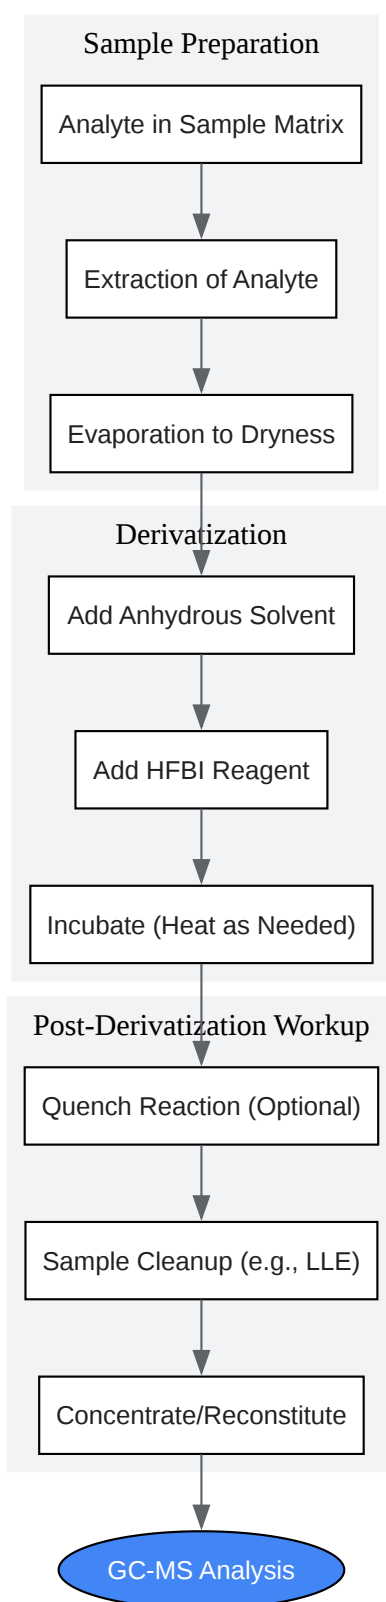 Sample Preparation
Analyte in Sample Matrix
Extraction of Analyte
Evaporation to Dryness
Derivatization
Add Anhydrous Solvent
Add HFBI Reagent
Incubate (Heat as Needed)
Post-Derivatization Workup
Quench Reaction (Optional)
Sample Cleanup (e.g., LLE)
Concentrate/Reconstitute
GC-MS Analysis